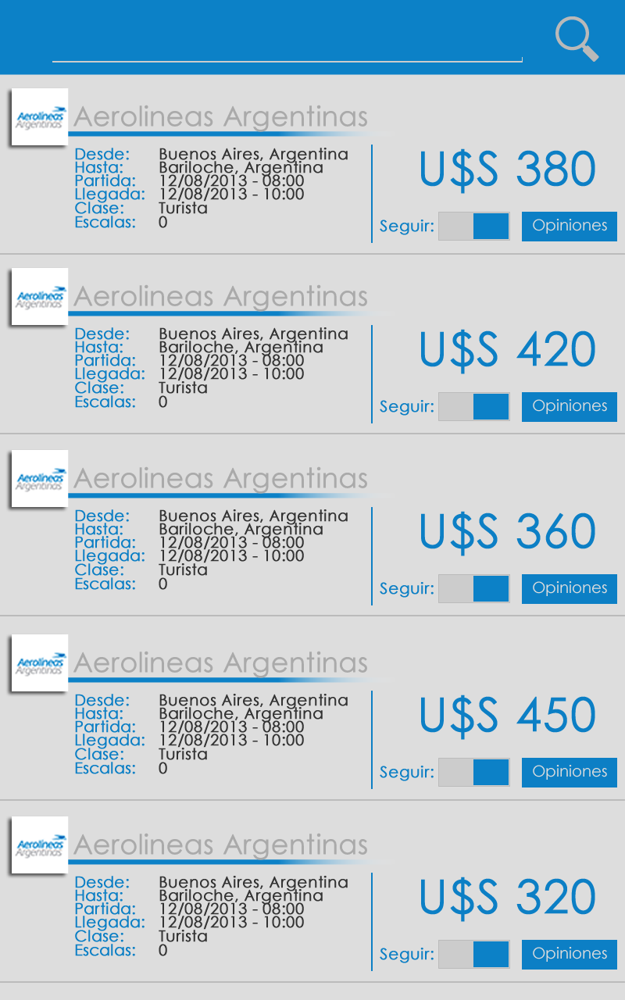 Aerolineas Argentinas
Aerolineas Argentinas
Desde: Buenos Aires, Argentina
Hasta: Bariloche, Argentina
Partida: 12/08/2013 - 08:00
Llegada: 12/08/2013 - 10:00
Clase: Turista
Escalas: 0
U$S 380
Seguir: Opiniones
Aerolineas Argentinas
Aerolineas Argentinas
Desde: Buenos Aires, Argentina
Hasta: Bariloche, Argentina
Partida: 12/08/2013 - 08:00
Llegada: 12/08/2013 - 10:00
Clase: Turista
Escalas: 0
U$S 420
Seguir: Opiniones
Aerolineas Argentinas
Aerolineas Argentinas
Desde: Buenos Aires, Argentina
Hasta: Bariloche, Argentina
Partida: 12/08/2013 - 08:00
Llegada: 12/08/2013 - 10:00
Clase: Turista
Escalas: 0
U$S 360
Seguir: Opiniones
Aerolineas Argentinas
Aerolineas Argentinas
Desde: Buenos Aires, Argentina
Hasta: Bariloche, Argentina
Partida: 12/08/2013 - 08:00
Llegada: 12/08/2013 - 10:00
Clase: Turista
Escalas: 0
U$S 450
Seguir: Opiniones
Aerolineas Argentinas
Aerolineas Argentinas
Desde: Buenos Aires, Argentina
Hasta: Bariloche, Argentina
Partida: 12/08/2013 - 08:00
Llegada: 12/08/2013 - 10:00
Clase: Turista
Escalas: 0
U$S 320
Seguir: Opiniones